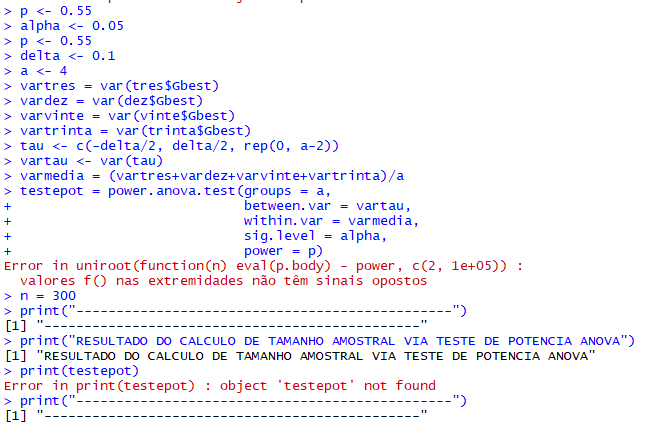 > p <- 0.55
> alpha <- 0.05
> p <- 0.55
> delta <- 0.1
> a <- 4
> vartres = var(tres$Gbest)
> vardez = var(dez$Gbest)
> varvinte = var(vinte$Gbest)
> vartrinta = var(trinta$Gbest)
> tau <- c(-delta/2, delta/2, rep(0, a-2))
> vartau <- var(tau)
> varmedia = (vartres+vardez+varvinte+vartrinta)/a
> testepot = power.anova.test(groups = a,
+                             between.var = vartau,
+                             within.var = varmedia,
+                             sig.level = alpha,
+                             power = p)
Error in uniroot(function(n) eval(p.body) - power, c(2, 1e+05)) :
  valores f() nas extremidades não têm sinais opostos
> n = 300
> print("-----------------------------------------------")
[1] "-----------------------------------------------"
> print("RESULTADO DO CALCULO DE TAMANHO AMOSTRAL VIA TESTE DE POTENCIA ANOVA")
[1] "RESULTADO DO CALCULO DE TAMANHO AMOSTRAL VIA TESTE DE POTENCIA ANOVA"
> print(testepot)
Error in print(testepot) : object 'testepot' not found
> print("-----------------------------------------------")
[1] "-----------------------------------------------"